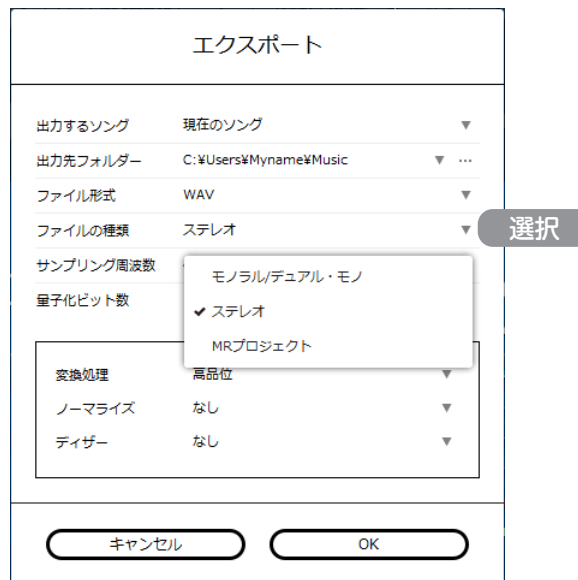 エクスポート
出力するソング 現在のソング
出力先フォルダー C:¥Users¥Myname¥Music ...
ファイル形式 WAV
ファイルの種類 ステレオ 選択
サンプリング周波数
モノラル/デュアル・モノ
量子化ビット数
✔ ステレオ
MRプロジェクト
変換処理 高品位
ノーマライズ なし
ディザー なし
キャンセル OK